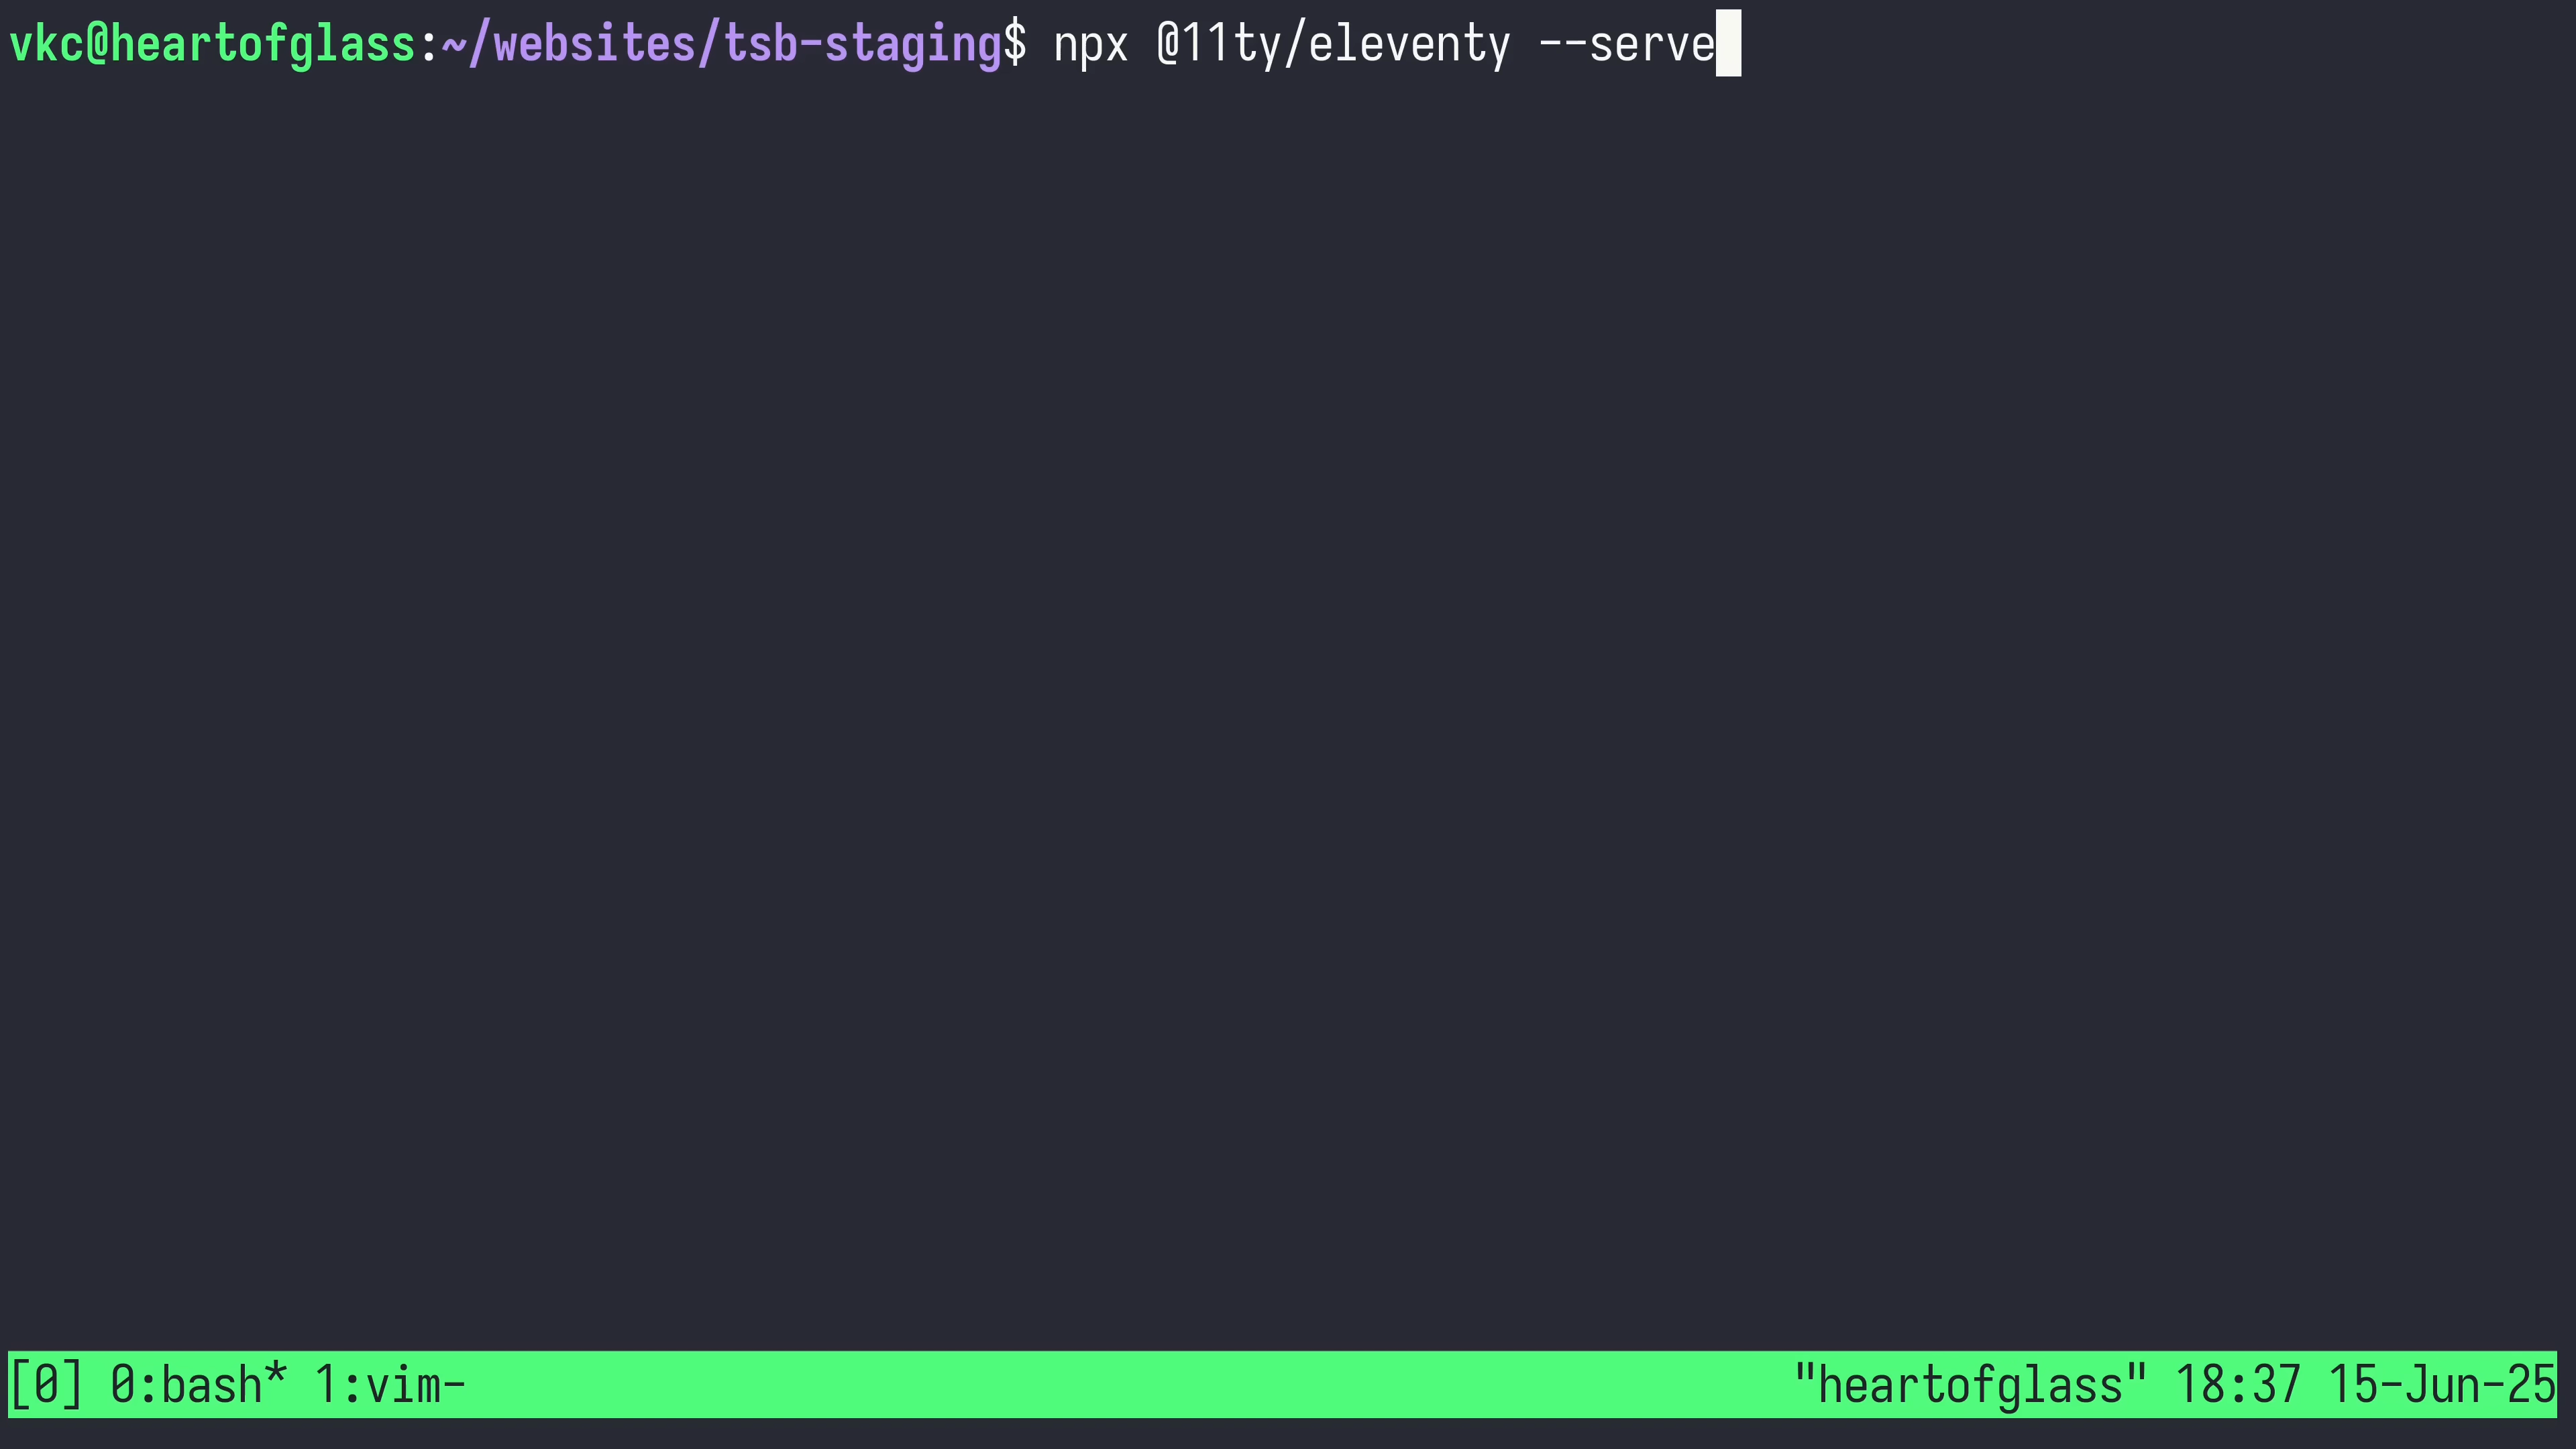 vkc@heartofglass:~/websites/tsb-staging$ npx @11ty/eleventy --serve
[0] 0:bash* 1:vim- "heartofglass" 18:37 15-Jun-25